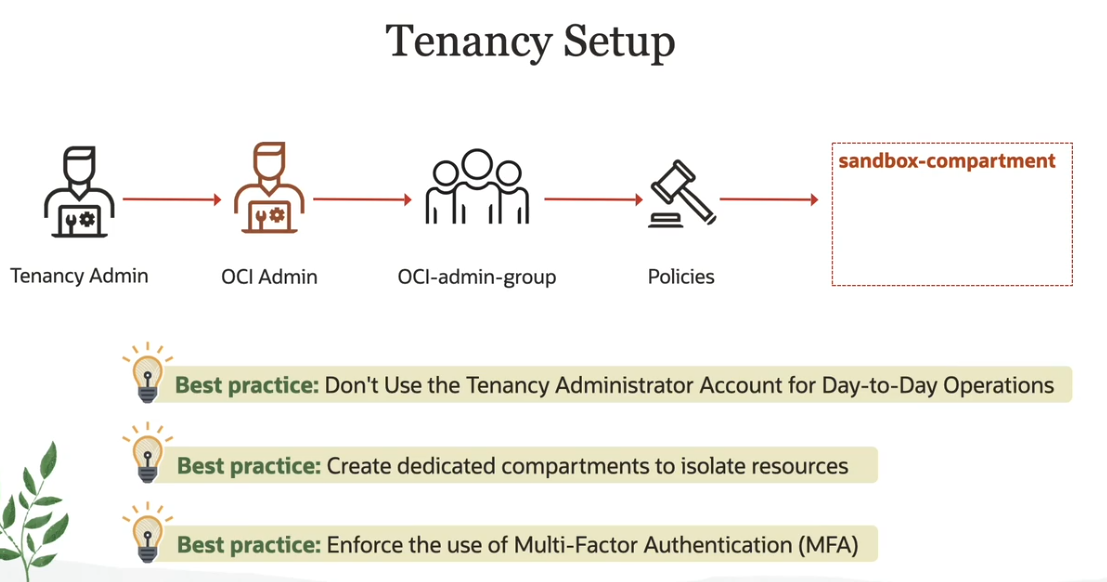 Tenancy Setup
sandbox-compartment
Tenancy Admin
OCI Admin
OCI-admin-group
Policies
Best practice: Don't Use the Tenancy Administrator Account for Day-to-Day Operations
Best practice: Create dedicated compartments to isolate resources
Best practice: Enforce the use of Multi-Factor Authentication (MFA)